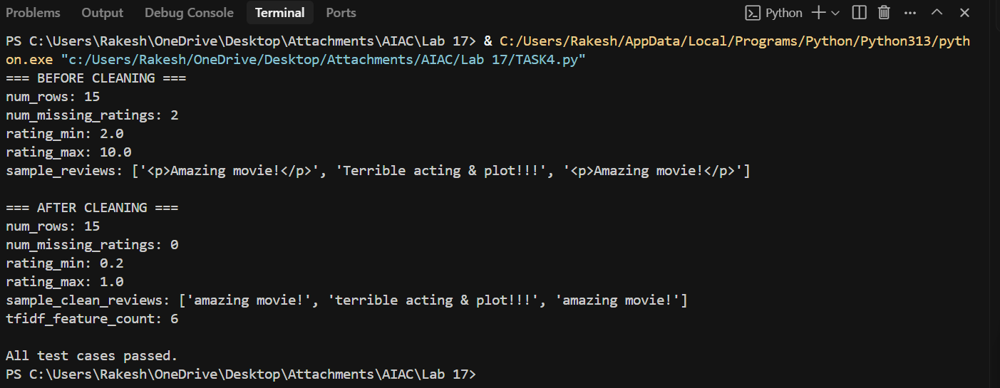 Problems Output Debug Console Terminal Ports Python
PS C:\Users\Rakesh\OneDrive\Desktop\Attachments\AIAC\Lab 17> & C:/Users/Rakesh/AppData/Local/Programs/Python/Python313/pyth
on.exe "c:/Users/Rakesh/OneDrive/Desktop/Attachments/AIAC/Lab 17/TASK4.py"
=== BEFORE CLEANING ===
num_rows: 15
num_missing_ratings: 2
rating_min: 2.0
rating_max: 10.0
sample_reviews: ['<p>Amazing movie!</p>', 'Terrible acting & plot!!!', '<p>Amazing movie!</p>']
=== AFTER CLEANING ===
num_rows: 15
num_missing_ratings: 0
rating_min: 0.2
rating_max: 1.0
sample_clean_reviews: ['amazing movie!', 'terrible acting & plot!!!', 'amazing movie!']
tfidf_feature_count: 6
All test cases passed.
PS C:\Users\Rakesh\OneDrive\Desktop\Attachments\AIAC\Lab 17>